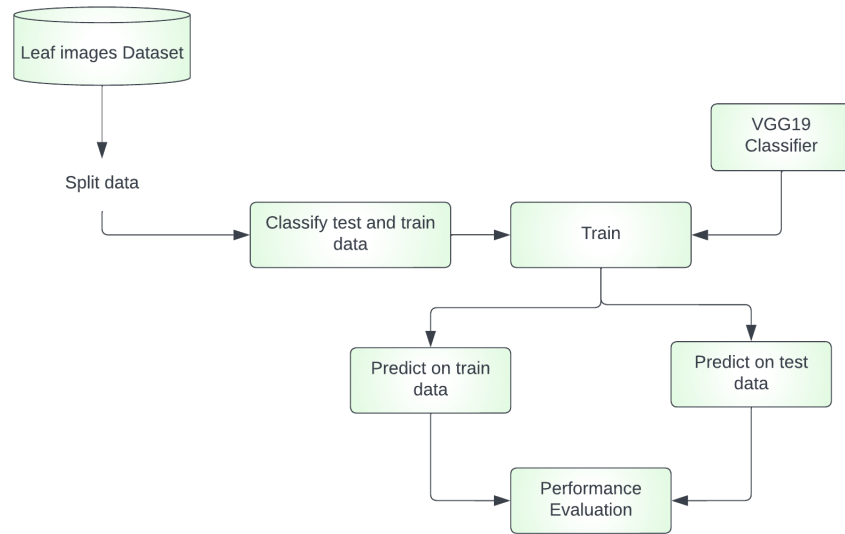 Leaf images Dataset
VGG19
Classifier
Split data
Classify test and train
data
Train
Predict on train
data
Predict on test
data
Performance
Evaluation